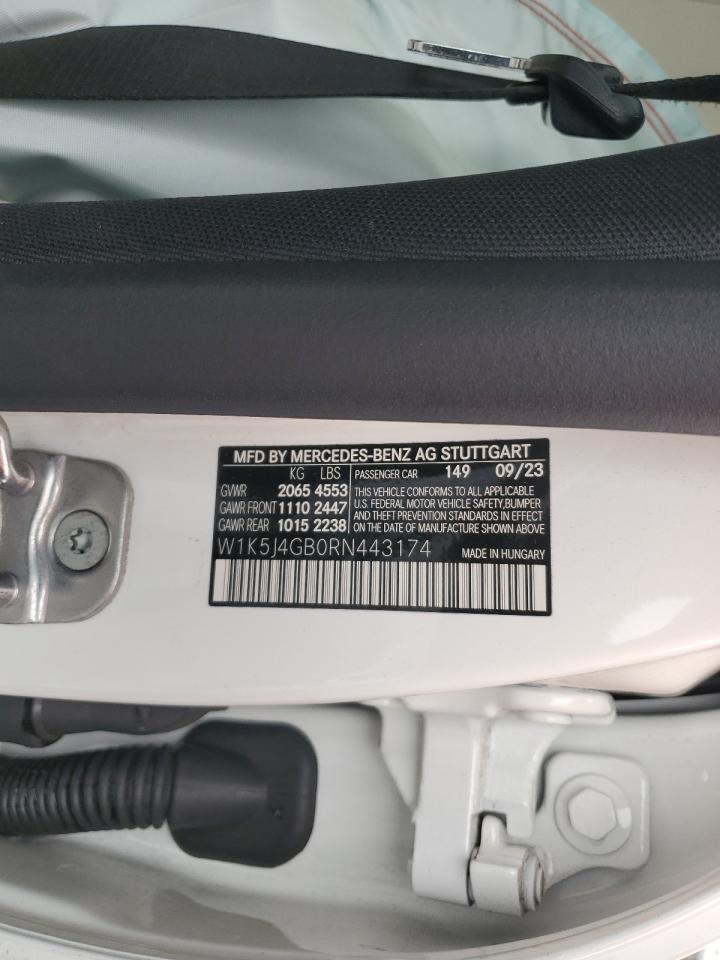 MFD BY MERCEDES-BENZ AG STUTTGART
KG LBS PASSENGER CAR 149 09/23
GVWR 2065 4553 THIS VEHICLE CONFORMS TO ALL APPLICABLE
GAWR FRONT 1110 2447 U.S. FEDERAL MOTOR VEHICLE SAFETY,BUMPER
GAWR REAR 1015 2238 AND THEFT PREVENTION STANDARDS IN EFFECT
ON THE DATE OF MANUFACTURE SHOWN ABOVE
W1K5J4GB0RN443174 MADE IN HUNGARY